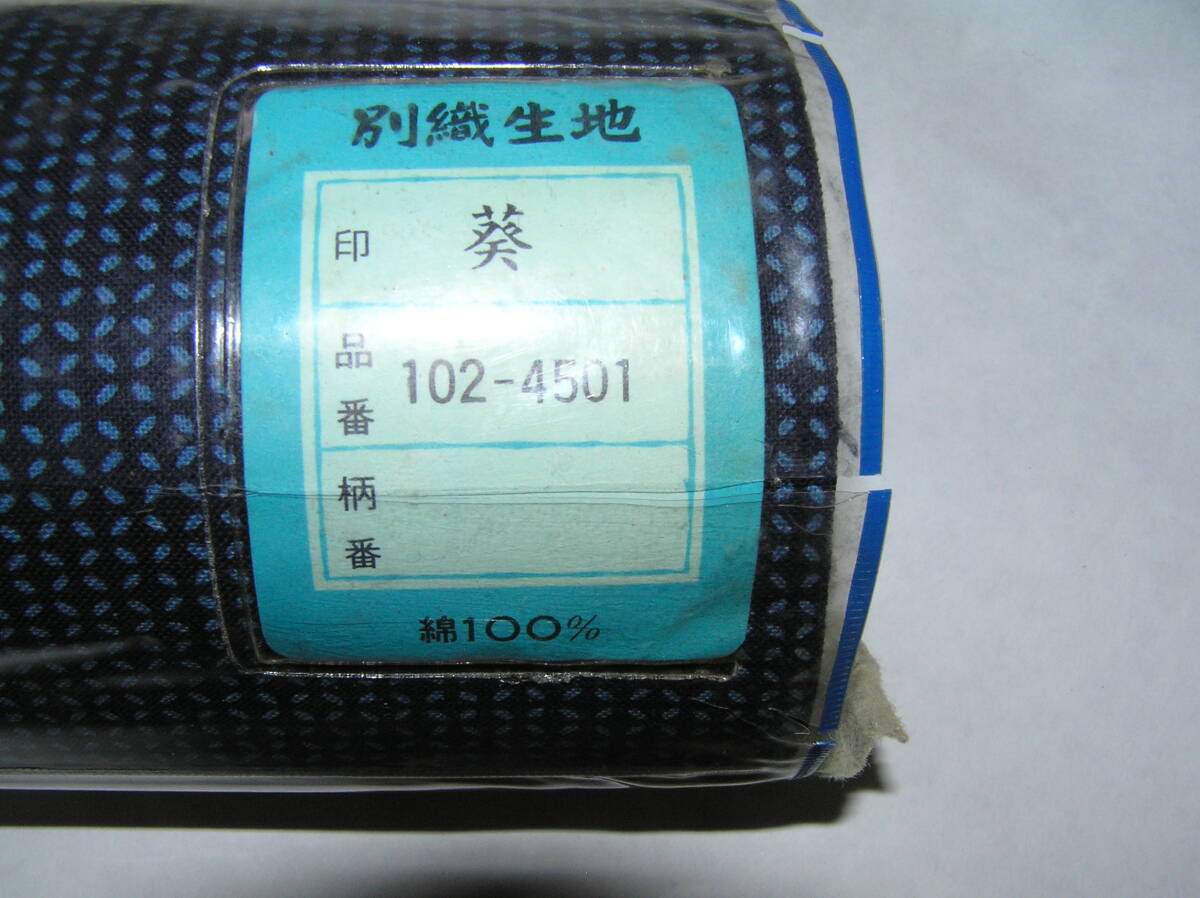 別織生地
印 葵
品番 102-4501
柄番
綿100%